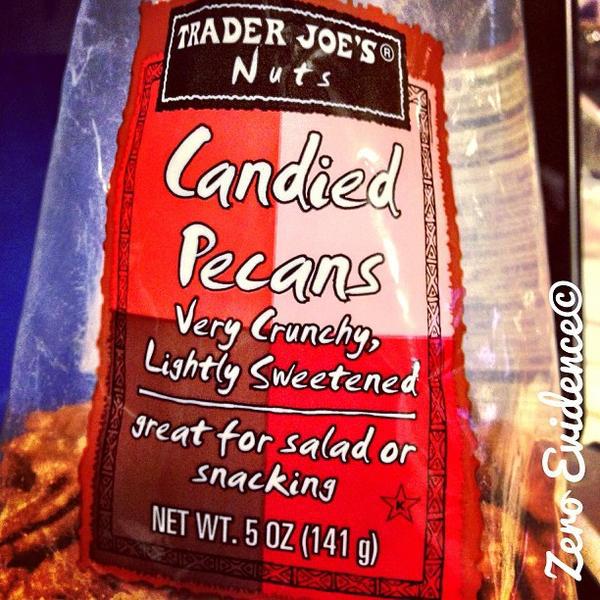 TRADER JOE'S®
Nuts
Candied
Pecans
Very Crunchy,
Lightly Sweetened
great for salad or
snacking
K
NET WT. 5 OZ (141 g)
Zero Evidence©